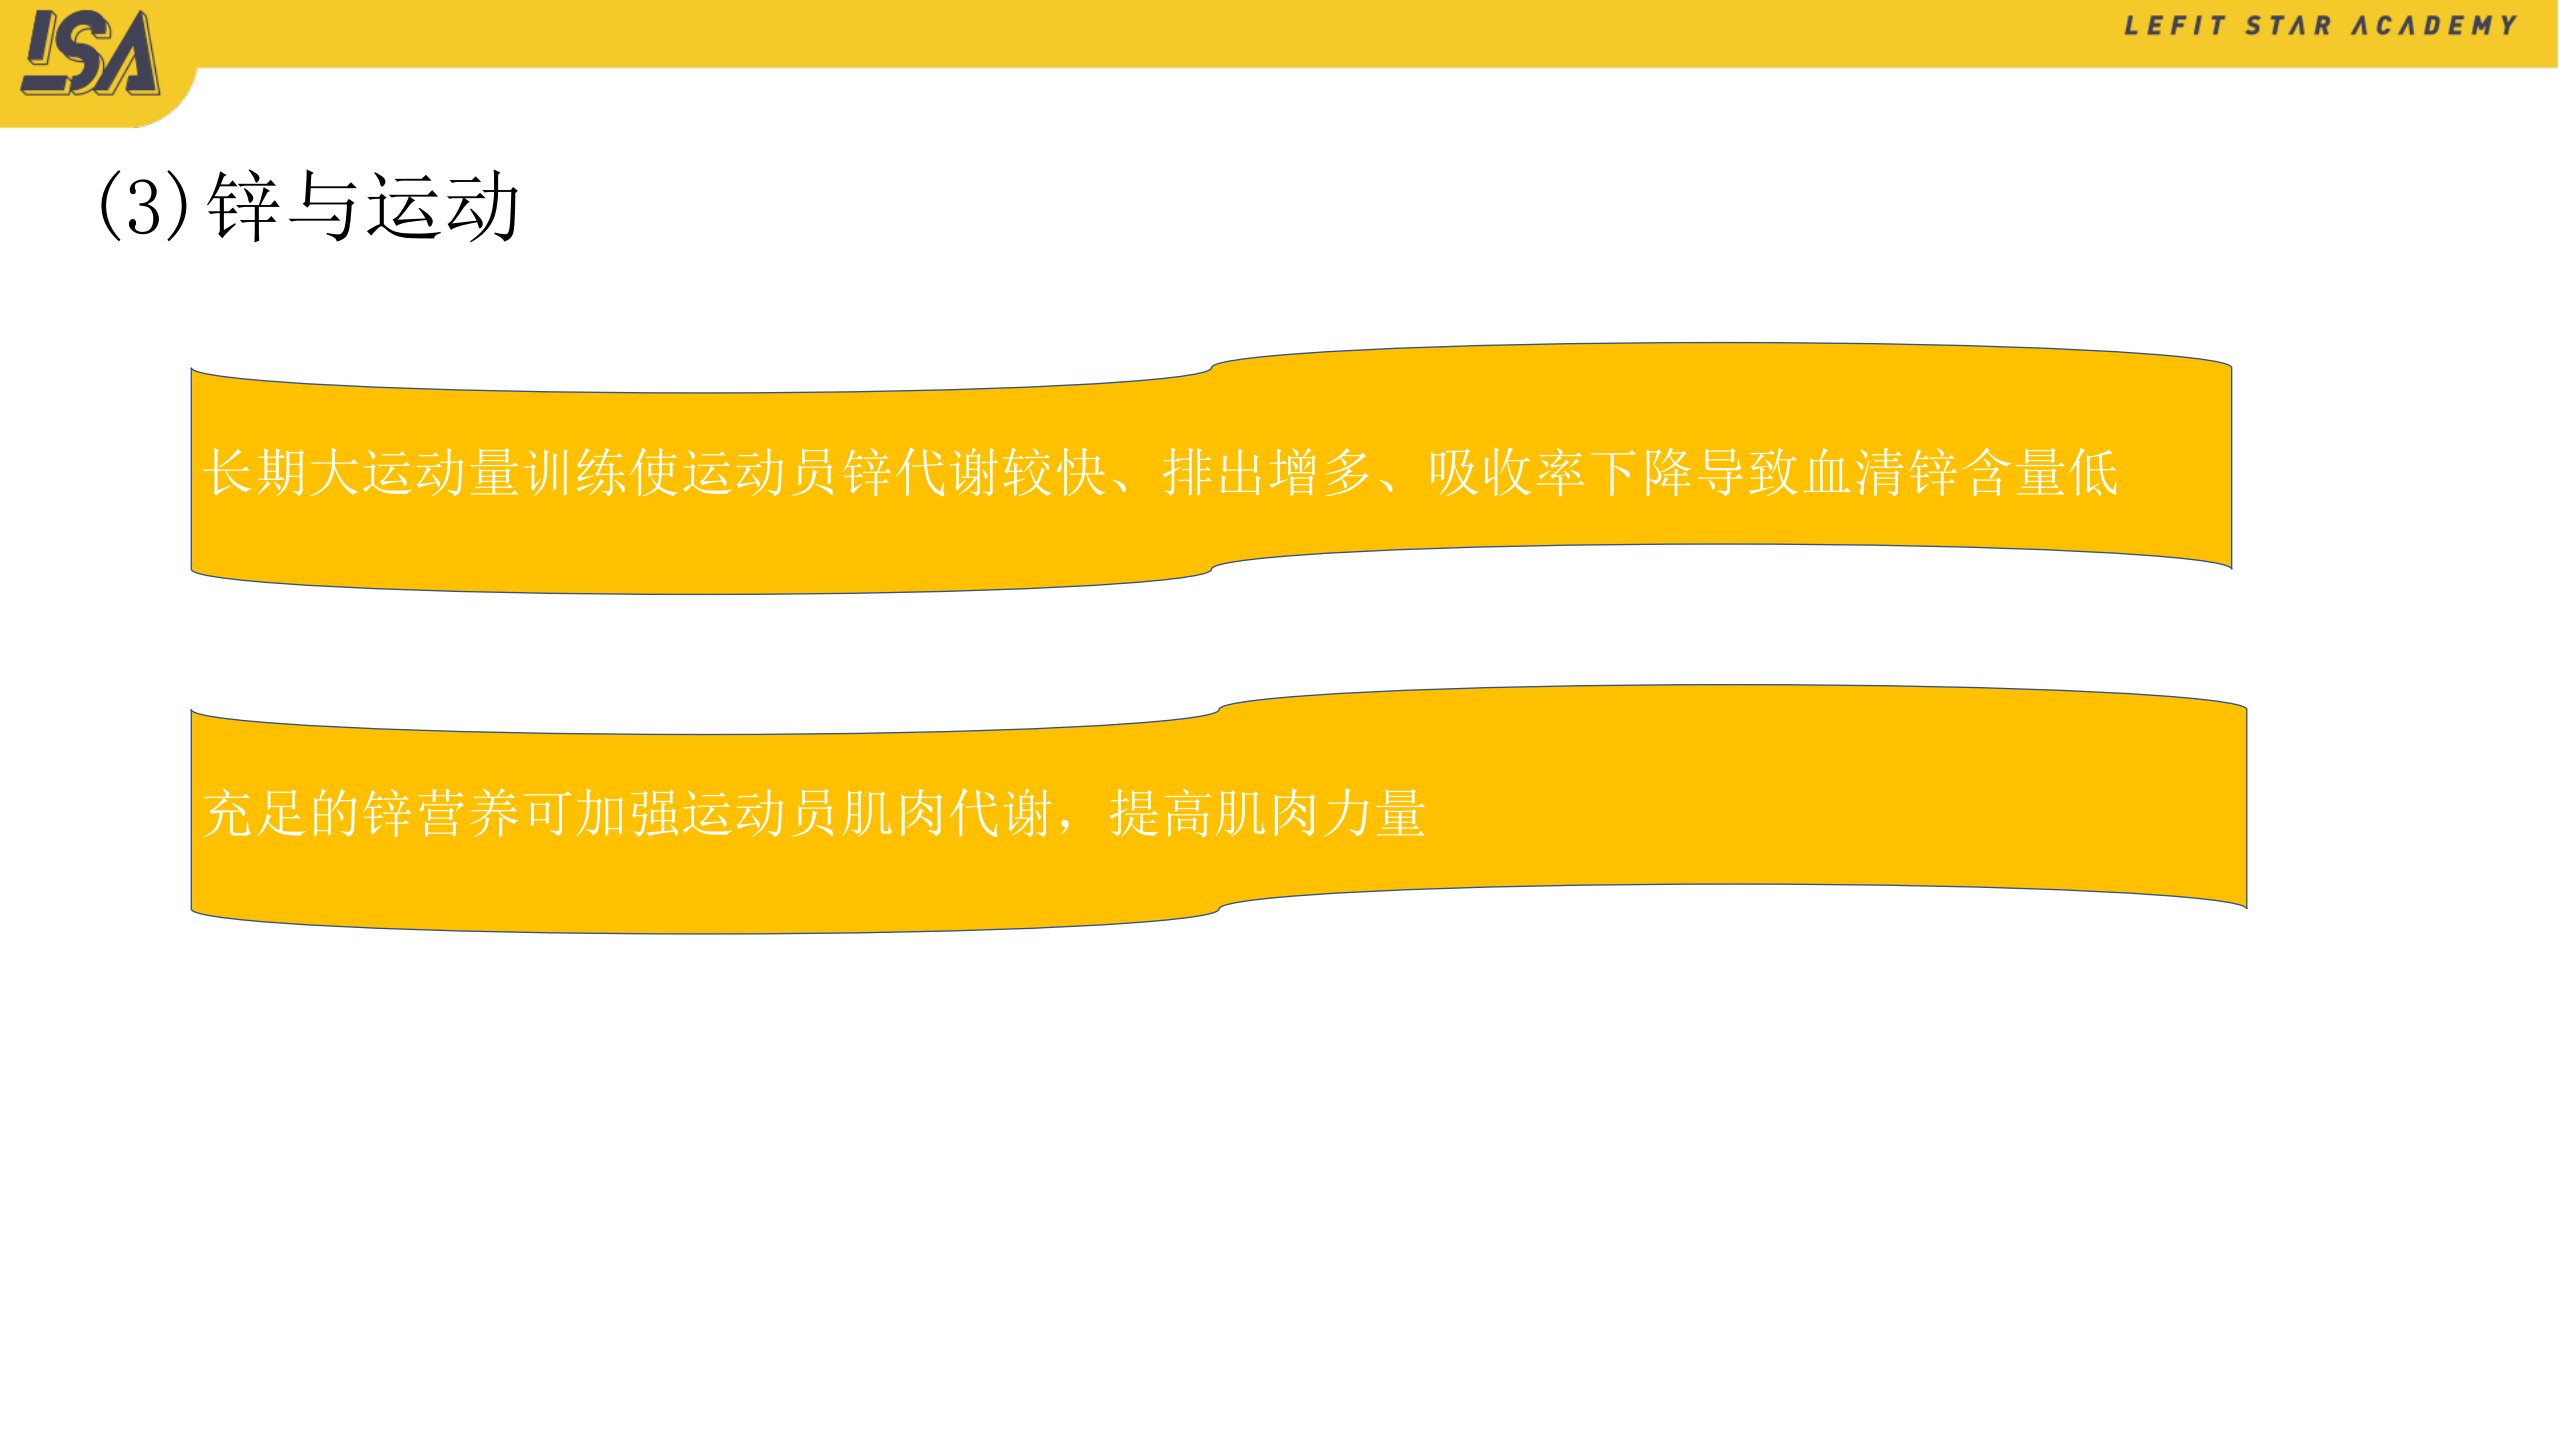 LSA
LEFIT STAR ACADEMY
(3)锌与运动
长期大运动量训练使运动员锌代谢较快、排出增多、吸收率下降导致血清锌含量低
充足的锌营养可加强运动员肌肉代谢，提高肌肉力量